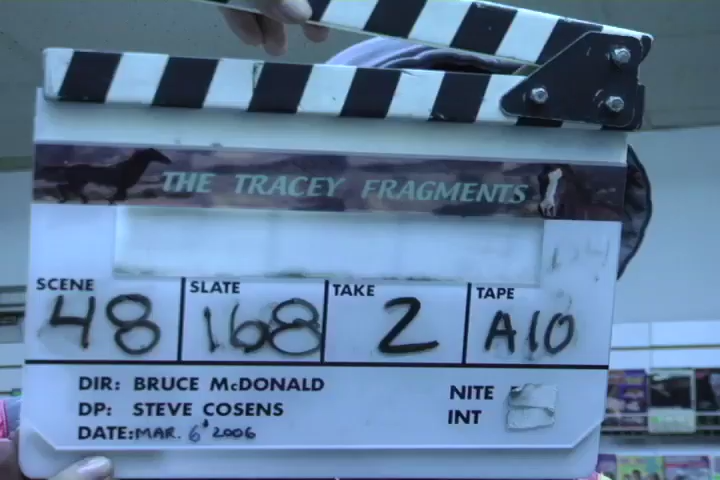 THE TRACEY FRAGMENTS
SCENE SLATE TAKE TAPE
48 168 2 A10
DIR: BRUCE McDONALD
NITE
DP: STEVE COSENS
INT
DATE: MAR. 6 2006